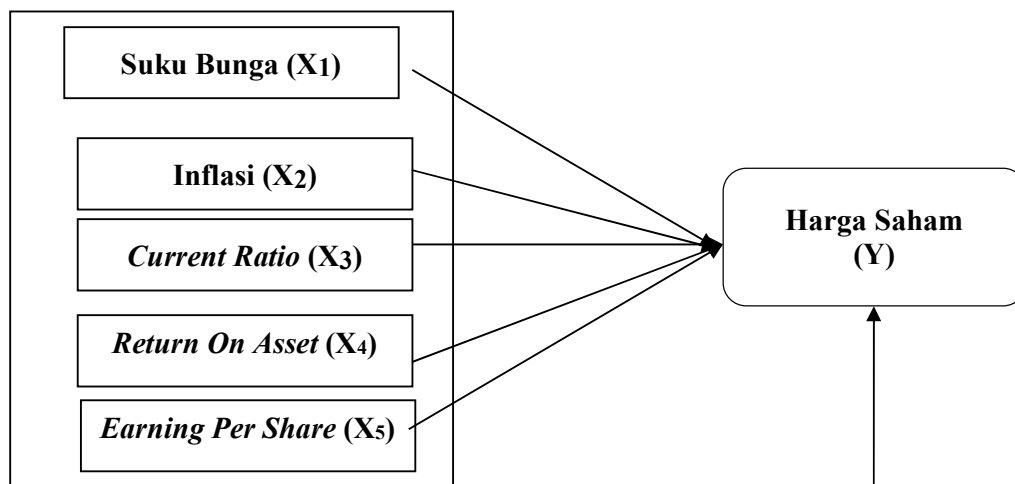 Suku Bunga (X1)
Inflasi (X2)
Current Ratio (X3)
Return On Asset (X4)
Earning Per Share (X5)
Harga Saham
(Y)